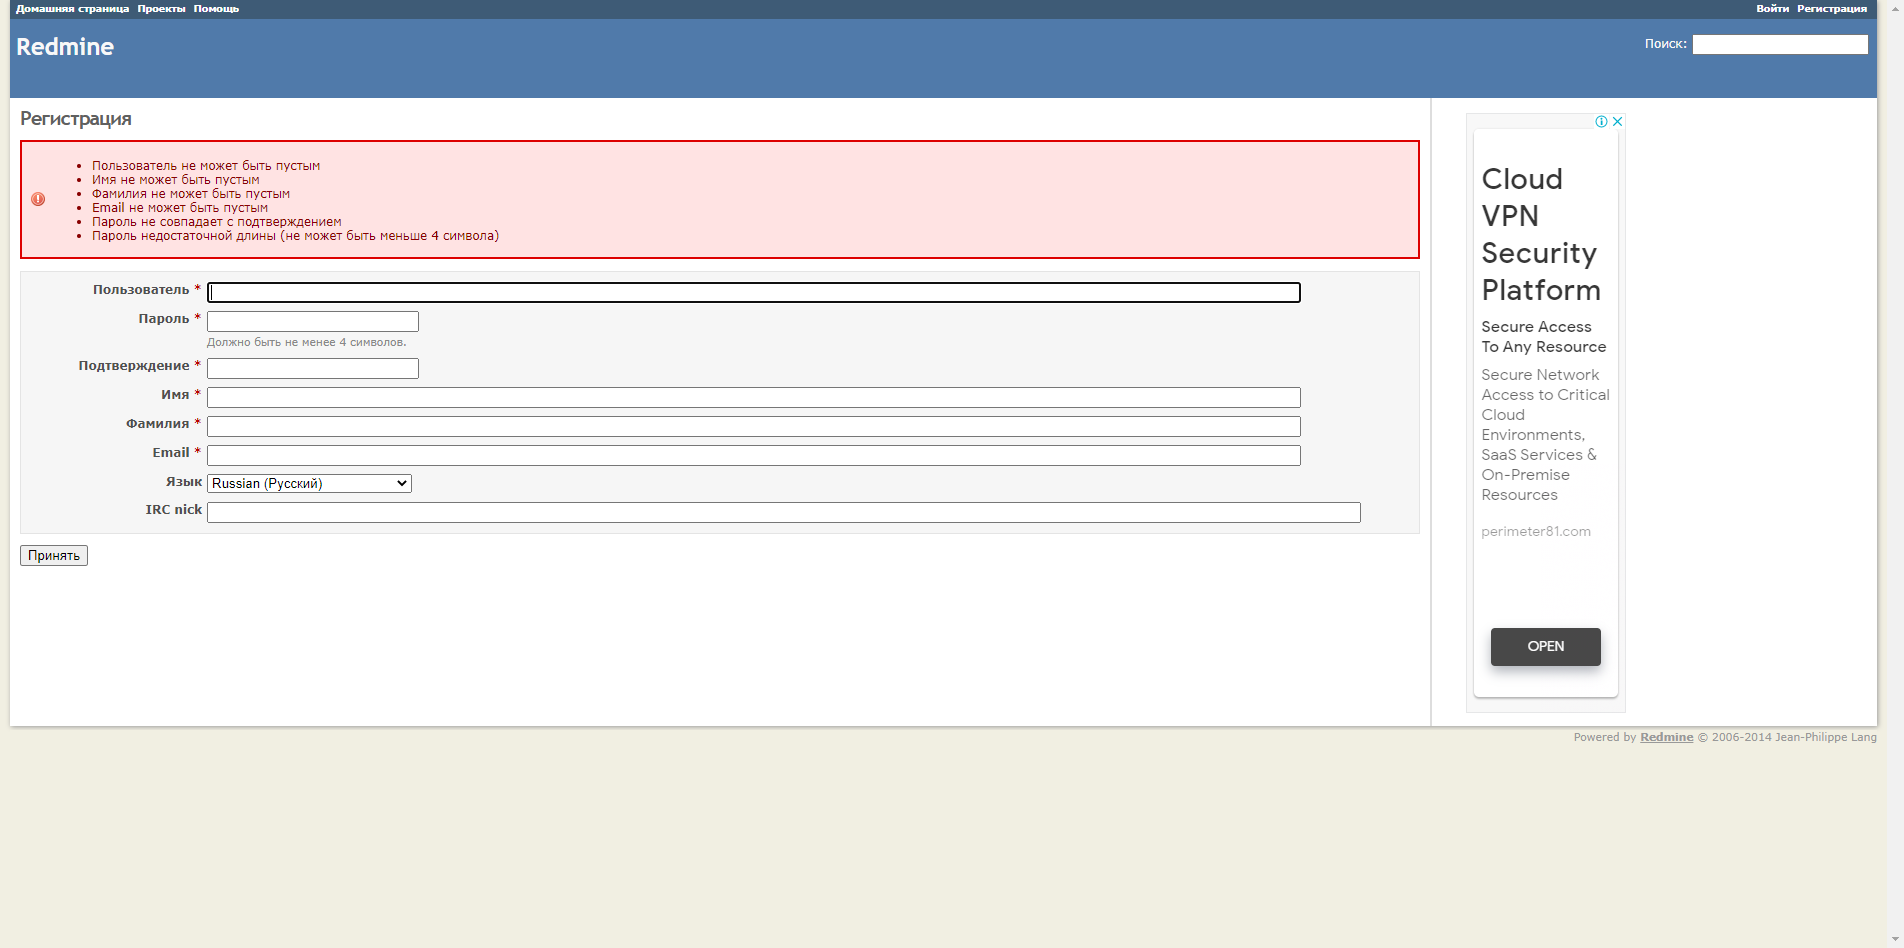 Домашняя страница Проекты Помощь
Войти Регистрация
Redmine
Поиск:
Регистрация
Пользователь не может быть пустым
Имя не может быть пустым
Фамилия не может быть пустым
Email не может быть пустым
Пароль не совпадает с подтверждением
Пароль недостаточной длины (не может быть меньше 4 символа)
Пользователь *
Пароль *
Должно быть не менее 4 символов.
Подтверждение *
Имя *
Фамилия *
Email *
Язык Russian (Русский)
IRC nick
Принять
Cloud
VPN
Security
Platform
Secure Access
To Any Resource
Secure Network
Access to Critical
Cloud
Environments,
SaaS Services &
On-Premise
Resources
perimeter81.com
OPEN
Powered by Redmine © 2006-2014 Jean-Philippe Lang